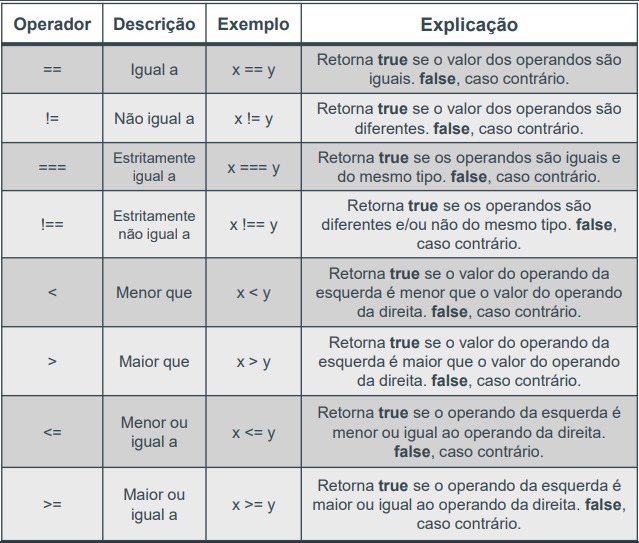 Operador Descrição Exemplo Explicação
== Igual a x == y Retorna true se o valor dos operandos são
iguais. false, caso contrário.
!= Não igual a x != y Retorna true se o valor dos operandos são
diferentes. false, caso contrário.
=== Estritamente
igual a x === y Retorna true se os operandos são iguais e
do mesmo tipo. false, caso contrário.
!== Estritamente
não igual a x !== y Retorna true se os operandos são
diferentes e/ou não do mesmo tipo. false,
caso contrário.
< Menor que x < y Retorna true se o valor do operando da
esquerda é menor que o valor do operando
da direita. false, caso contrário.
> Maior que x > y Retorna true se o valor do operando da
esquerda é maior que o valor do operando
da direita. false, caso contrário.
<= Menor ou
igual a x <= y Retorna true se o operando da esquerda é
menor ou igual ao operando da direita.
false, caso contrário.
>= Maior ou
igual a x >= y Retorna true se o operando da esquerda é
maior ou igual ao operando da direita. false,
caso contrário.